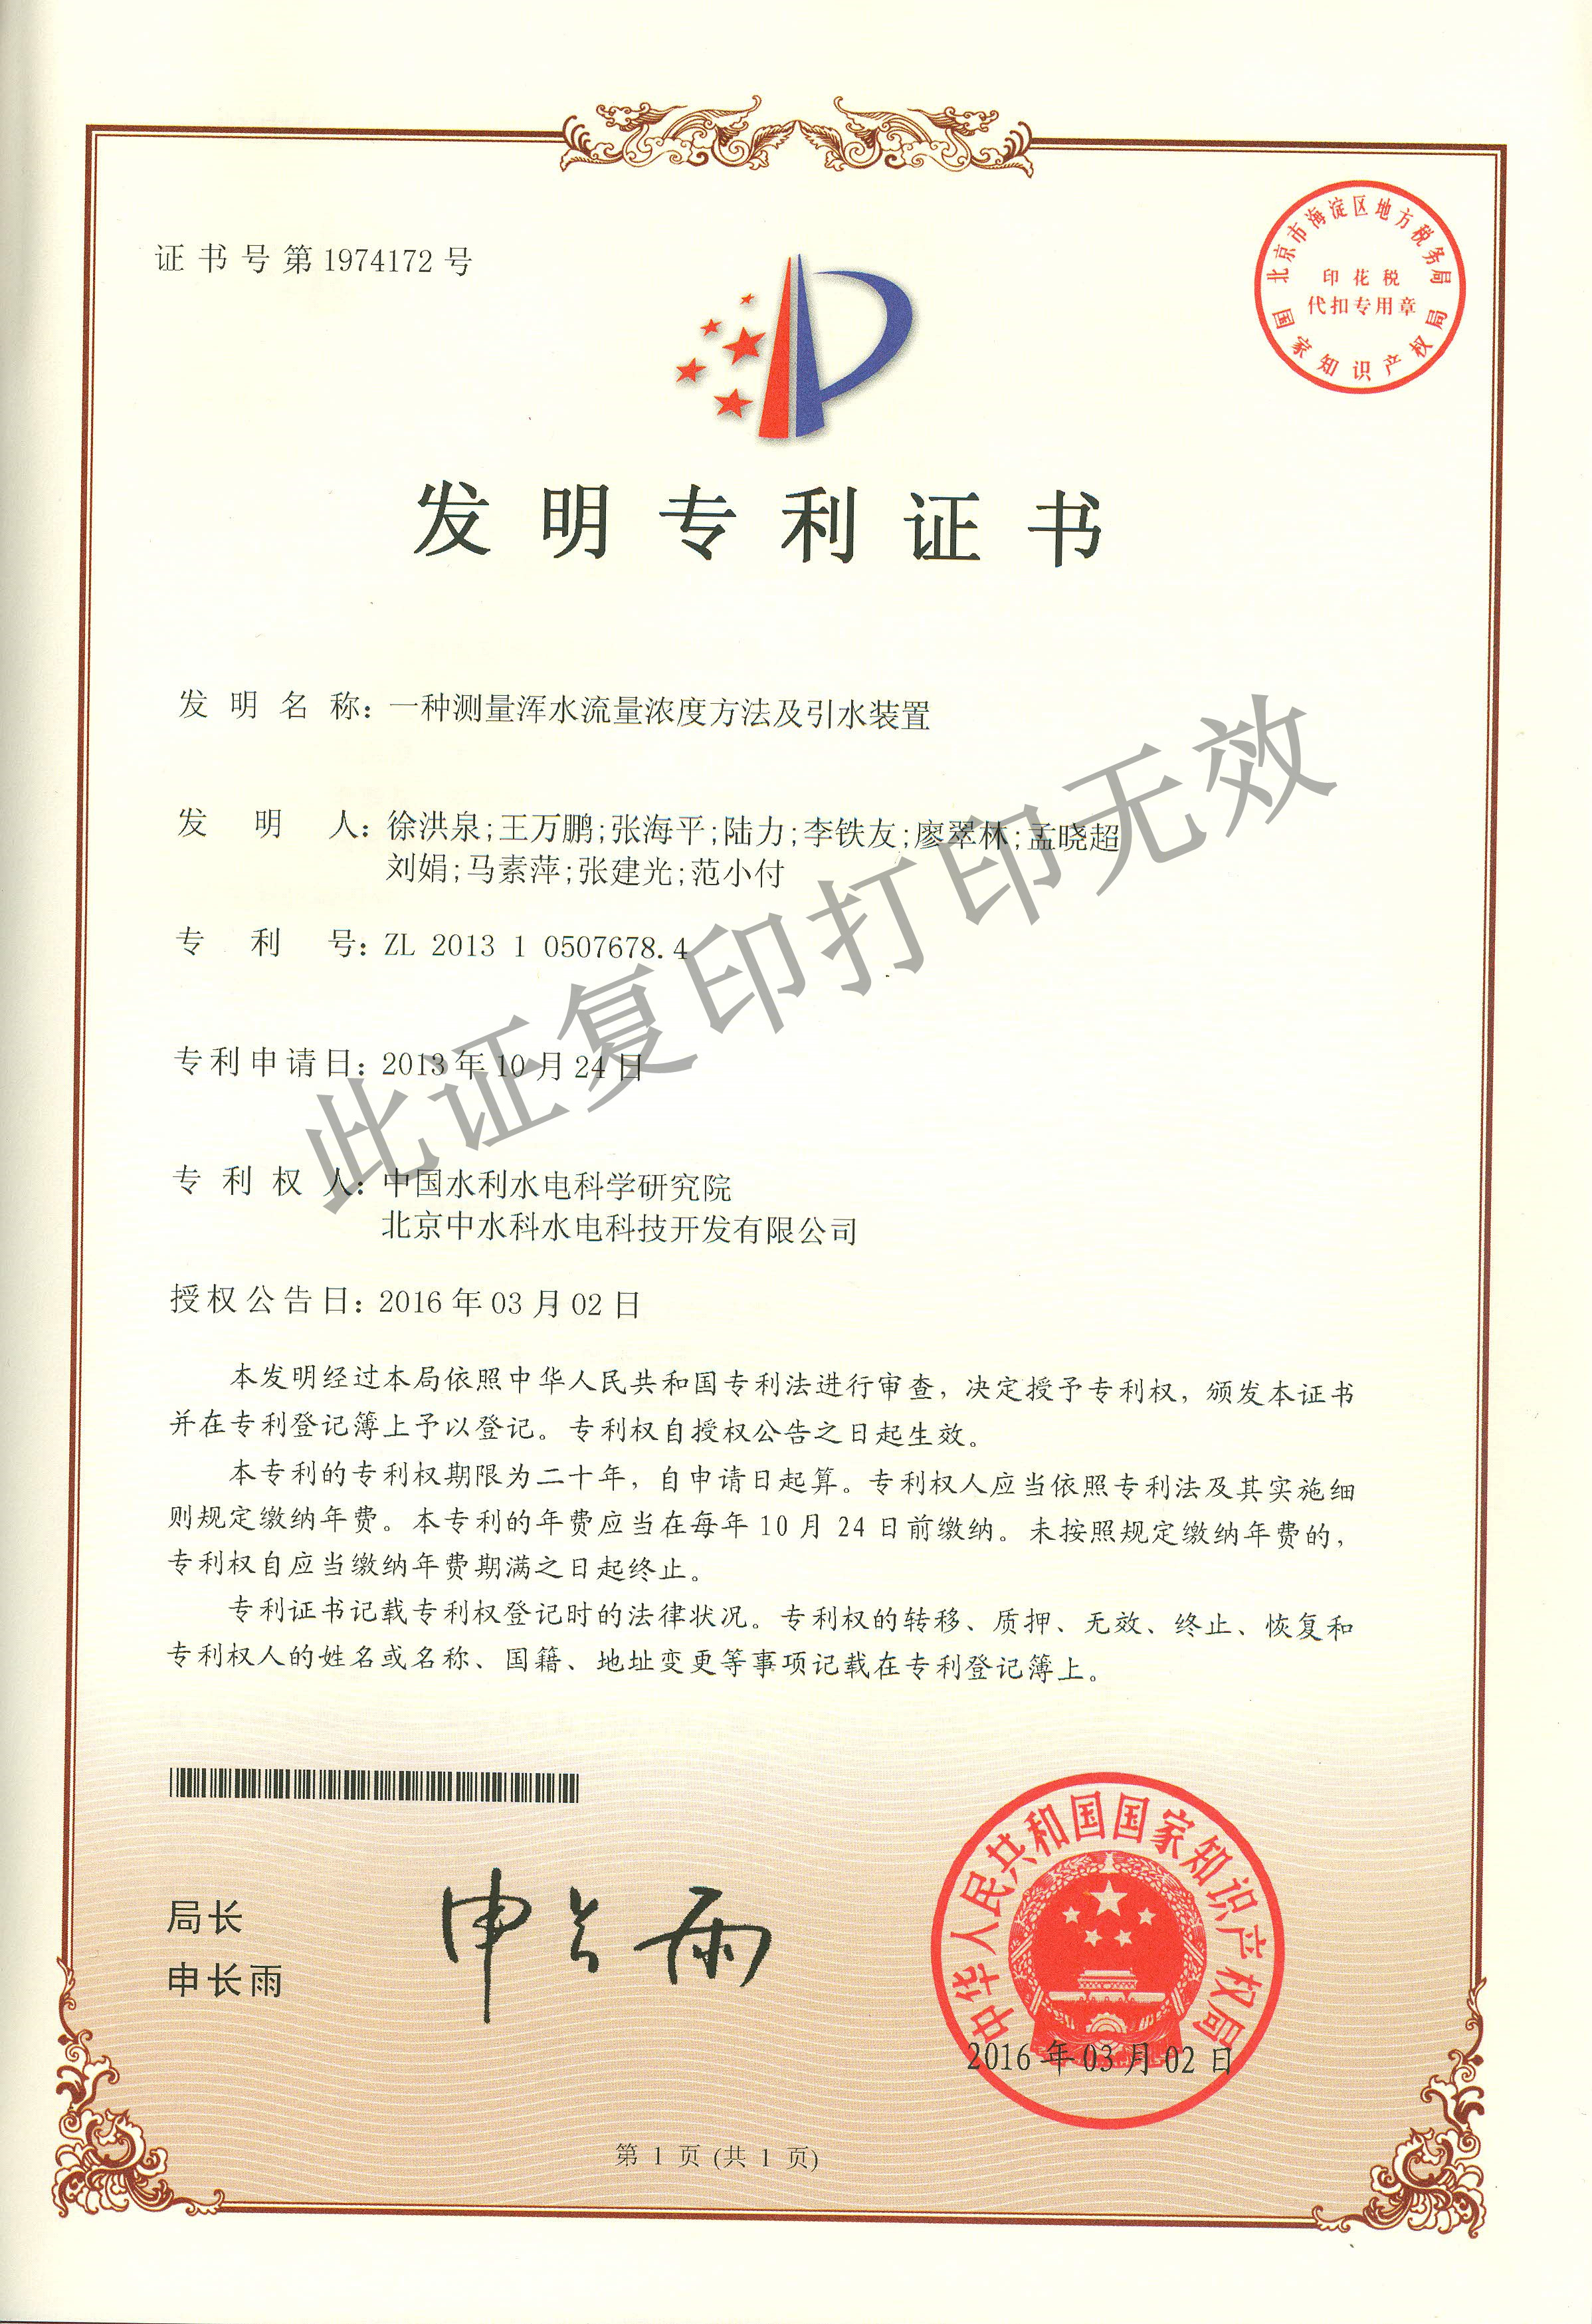 证书号第1974172号
北京市海淀区地方税务局
印花税
代扣专用章
国家知识产权局
发明专利证书
发明名称：一种测量浑水流量浓度方法及引水装置
发明人：徐洪泉;王万鹏;张海平;陆力;李铁友;廖翠林;孟晓超
刘娟;马素萍;张建光;范小付
专利号：ZL 2013 1 0507678.4
专利申请日：2013年10月24日
专利权人：中国水利水电科学研究院
北京中水科水电科技开发有限公司
授权公告日：2016年03月02日
此证复印打印无效
本发明经过本局依照中华人民共和国专利法进行审查，决定授予专利权，颁发本证书
并在专利登记簿上予以登记。专利权自授权公告之日起生效。
本专利的专利权期限为二十年，自申请日起算。专利权人应当依照专利法及其实施细
则规定缴纳年费。本专利的年费应当在每年10月24日前缴纳。未按照规定缴纳年费的，
专利权自应当缴纳年费期满之日起终止。
专利证书记载专利权登记时的法律状况。专利权的转移、质押、无效、终止、恢复和
专利权人的姓名或名称、国籍、地址变更等事项记载在专利登记簿上。
局长
申长雨
申长雨
中华人民共和国国家知识产权局
2016年03月02日
第1页(共1页)